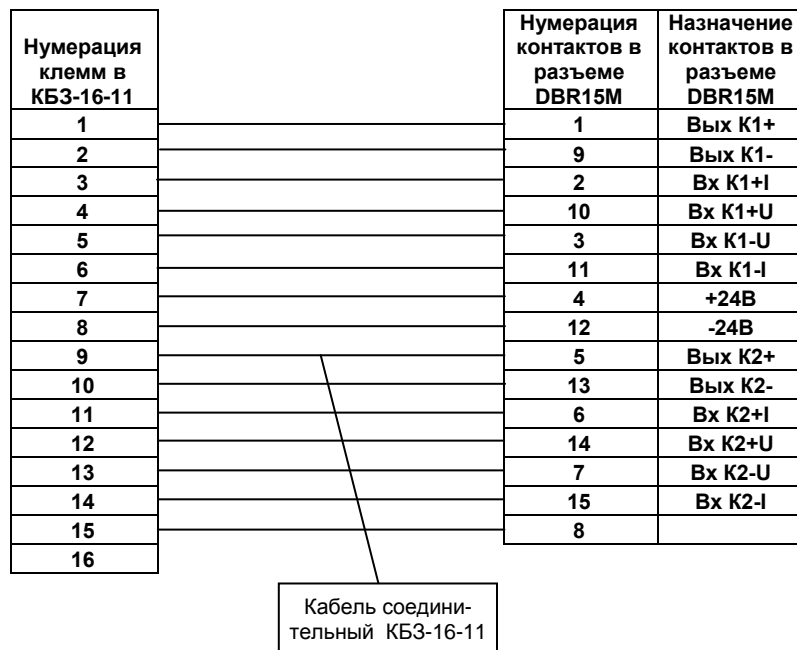 Нумерация
клемм в
КБЗ-16-11
Нумерация
контактов в
разъеме
DBR15M
Назначение
контактов в
разъеме
DBR15M
1 1 Вых К1+
2 9 Вых К1-
3 2 Вх К1+I
4 10 Вх К1+U
5 3 Вх К1-U
6 11 Вх К1-I
7 4 +24В
8 12 -24В
9 5 Вых К2+
10 13 Вых К2-
11 6 Вх К2+I
12 14 Вх К2+U
13 7 Вх К2-U
14 15 Вх К2-I
15 8
16
Кабель соедини-
тельный КБЗ-16-11